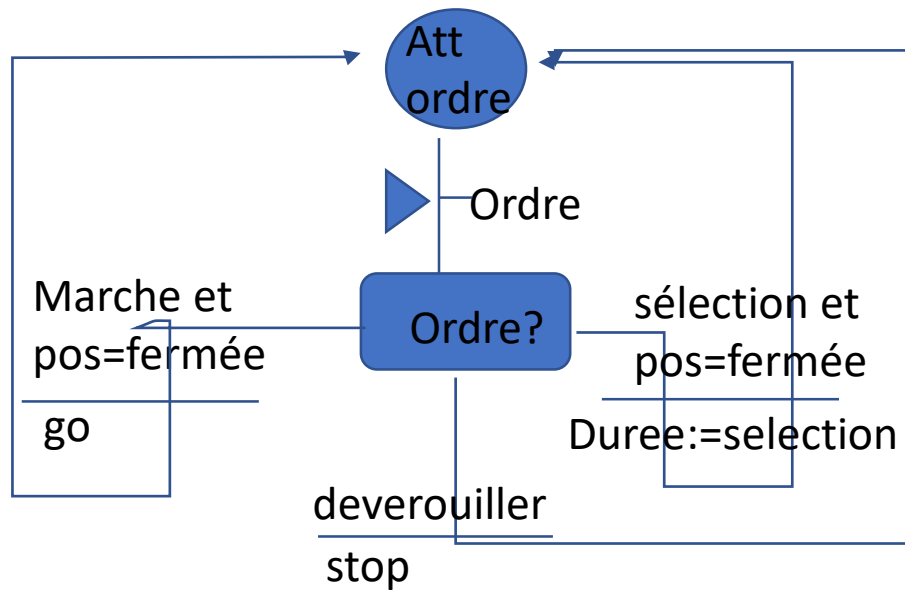 Att
ordre
Ordre
Ordre?
Marche et
pos=fermée
go
sélection et
pos=fermée
Duree:=selection
deverouiller
stop